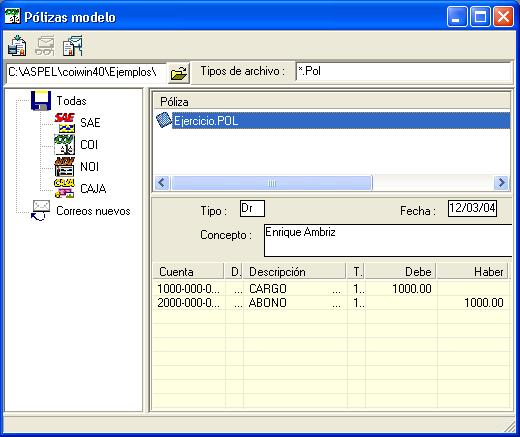 Pólizas modelo
C:\ASPEL\coiwin40\Ejemplos\ Tipos de archivo: *.Pol
Todas
SAE
COI
NOI
CAJA
Correos nuevos
Póliza
Ejercicio.POL
Tipo: Dr Fecha: 12/03/04
Concepto: Enrique Ambriz
Cuenta D. Descripción T. Debe Haber
1000-000-0... ... CARGO ... 1.. 1000.00
2000-000-0... ... ABONO ... 1.. 1000.00